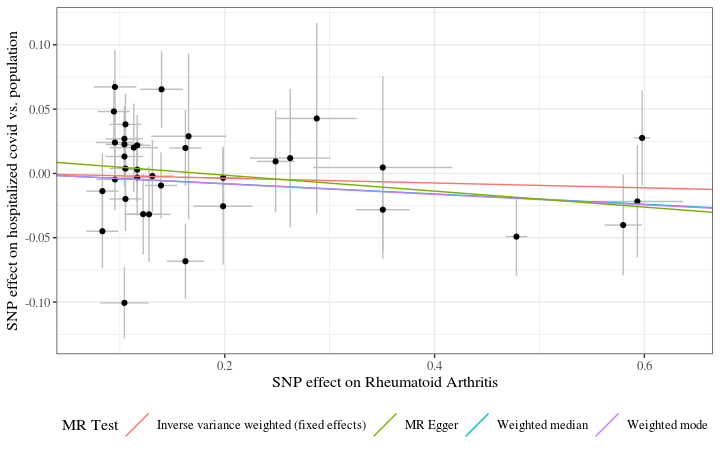 SNP effect on hospitalized covid vs. population
0.10
0.05
0.00
-0.05
-0.10
0.2
0.4
0.6
SNP effect on Rheumatoid Arthritis
MR Test
Inverse variance weighted (fixed effects)
MR Egger
Weighted median
Weighted mode